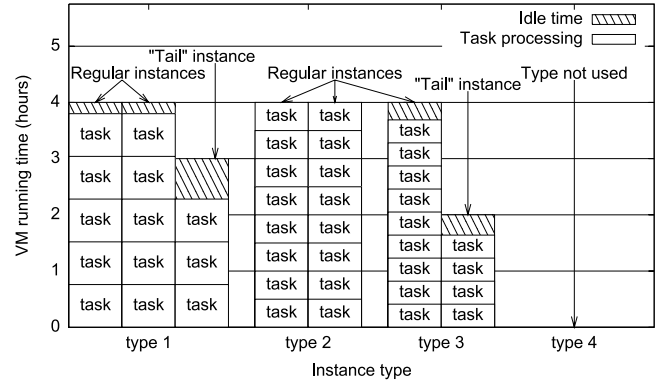 Idle time
Task processing
"Tail" instance
Regular instances
Regular instances
Type not used
"Tail" instance
VM running time (hours)
5
4
3
2
1
0
task task
task task
task task task
task task task
task task task
task task
task task
task task
task task
task task
task task
task task
task task
task
task
task
task
task
task task
task task
task task
task task
type 1 type 2 type 3 type 4
Instance type